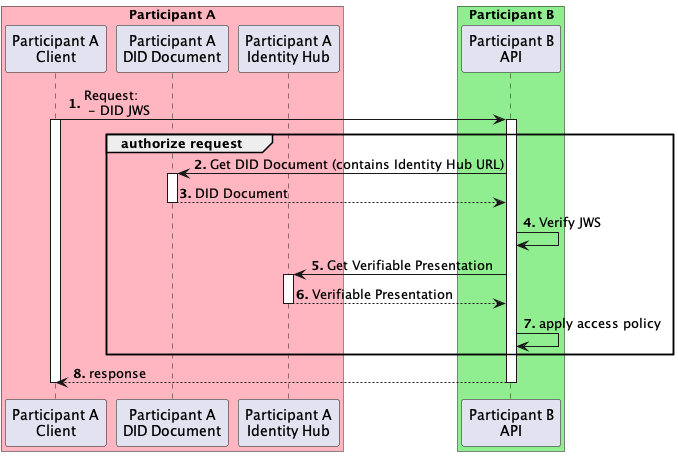 Participant A
Participant B
Participant A
Client
Participant A
DID Document
Participant A
Identity Hub
Participant B
API
1. Request:
- DID JWS
authorize request
2. Get DID Document (contains Identity Hub URL)
3. DID Document
4. Verify JWS
5. Get Verifiable Presentation
6. Verifiable Presentation
7. apply access policy
8. response
Participant A
Client
Participant A
DID Document
Participant A
Identity Hub
Participant B
API